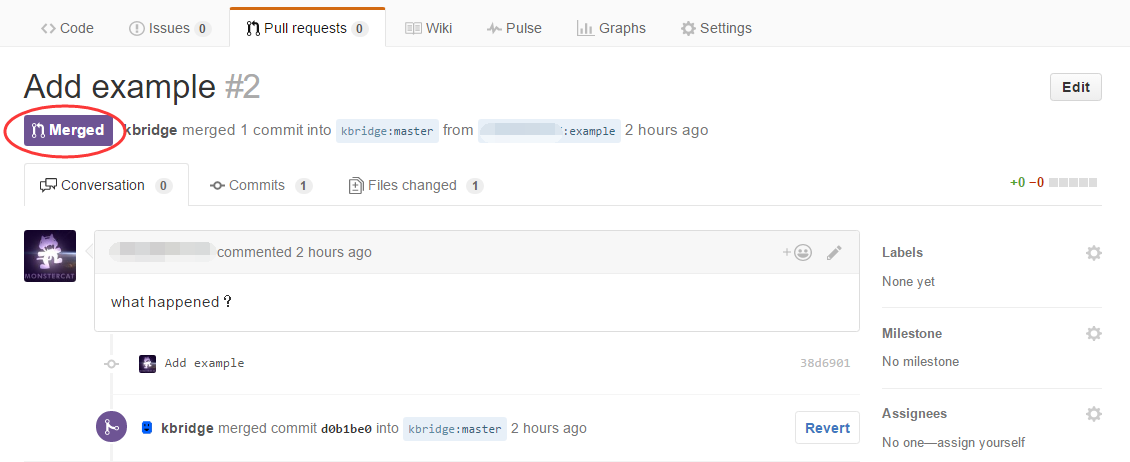 Code Issues 0 Pull requests 0 Wiki Pulse Graphs Settings
Add example #2
Edit
Merged kbridge merged 1 commit into kbridge:master from :example 2 hours ago
Conversation 0 Commits 1 Files changed 1
+0 −0
commented 2 hours ago
what happened？
Add example 38d6901
kbridge merged commit d0b1be0 into kbridge:master 2 hours ago
Revert
MONSTERCAT
Labels
None yet
Milestone
No milestone
Assignees
No one—assign yourself